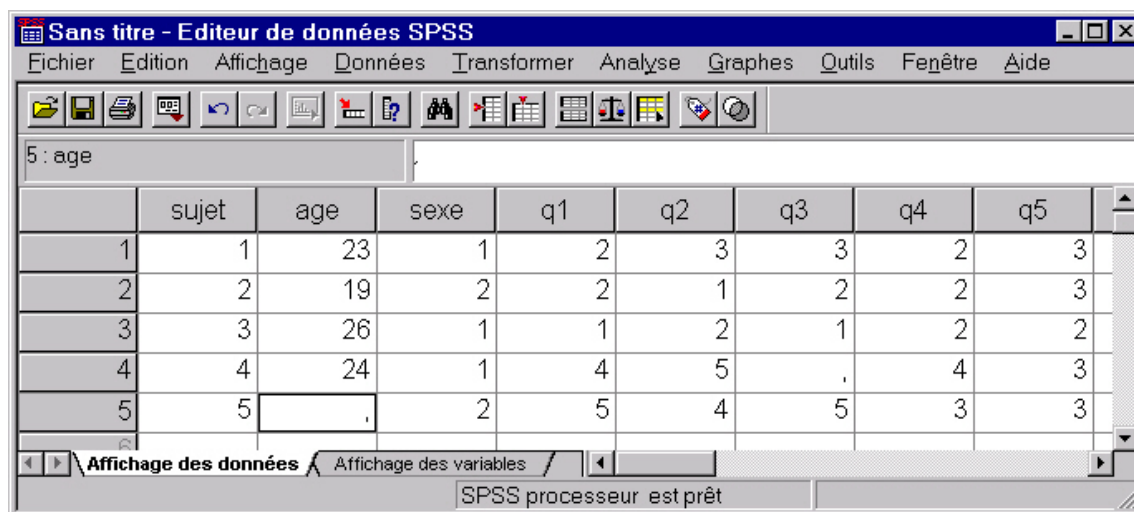 Sans titre - Editeur de données SPSS
Fichier Edition Affichage Données Transformer Analyse Graphes Outils Fenêtre Aide
5 : age ,
sujet age sexe q1 q2 q3 q4 q5
1 1 23 1 2 3 3 2 3
2 2 19 2 2 1 2 2 3
3 3 26 1 1 2 1 2 2
4 4 24 1 4 5 , 4 3
5 5 , 2 5 4 5 3 3
6
Affichage des données Affichage des variables
SPSS processeur est prêt